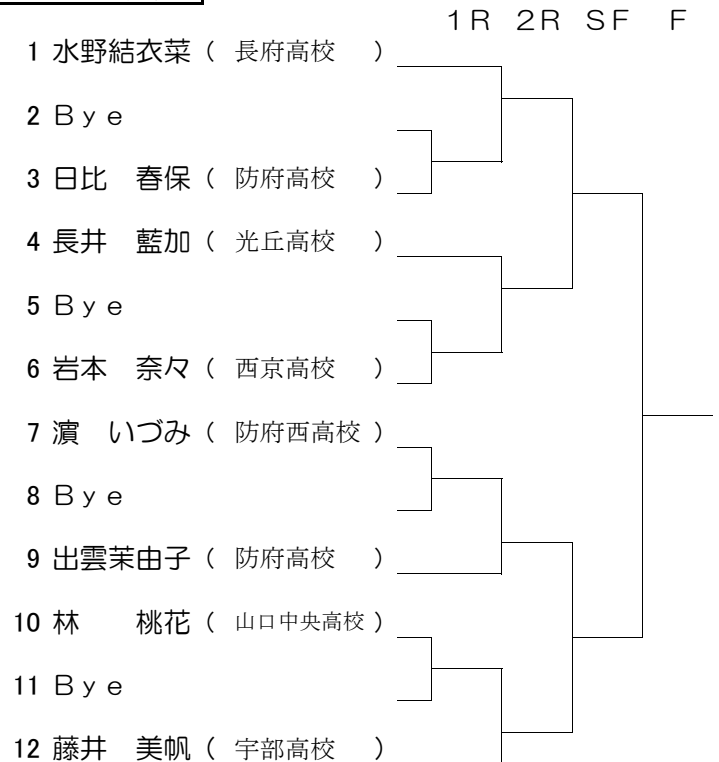 １Ｒ ２Ｒ ＳＦ Ｆ
1 水野結衣菜（ 長府高校 ）
2 Ｂｙｅ
3 日比　春保（ 防府高校 ）
4 長井　藍加（ 光丘高校 ）
5 Ｂｙｅ
6 岩本　奈々（ 西京高校 ）
7 濵　いづみ（ 防府西高校 ）
8 Ｂｙｅ
9 出雲茉由子（ 防府高校 ）
10 林　　桃花（ 山口中央高校 ）
11 Ｂｙｅ
12 藤井　美帆（ 宇部高校 ）